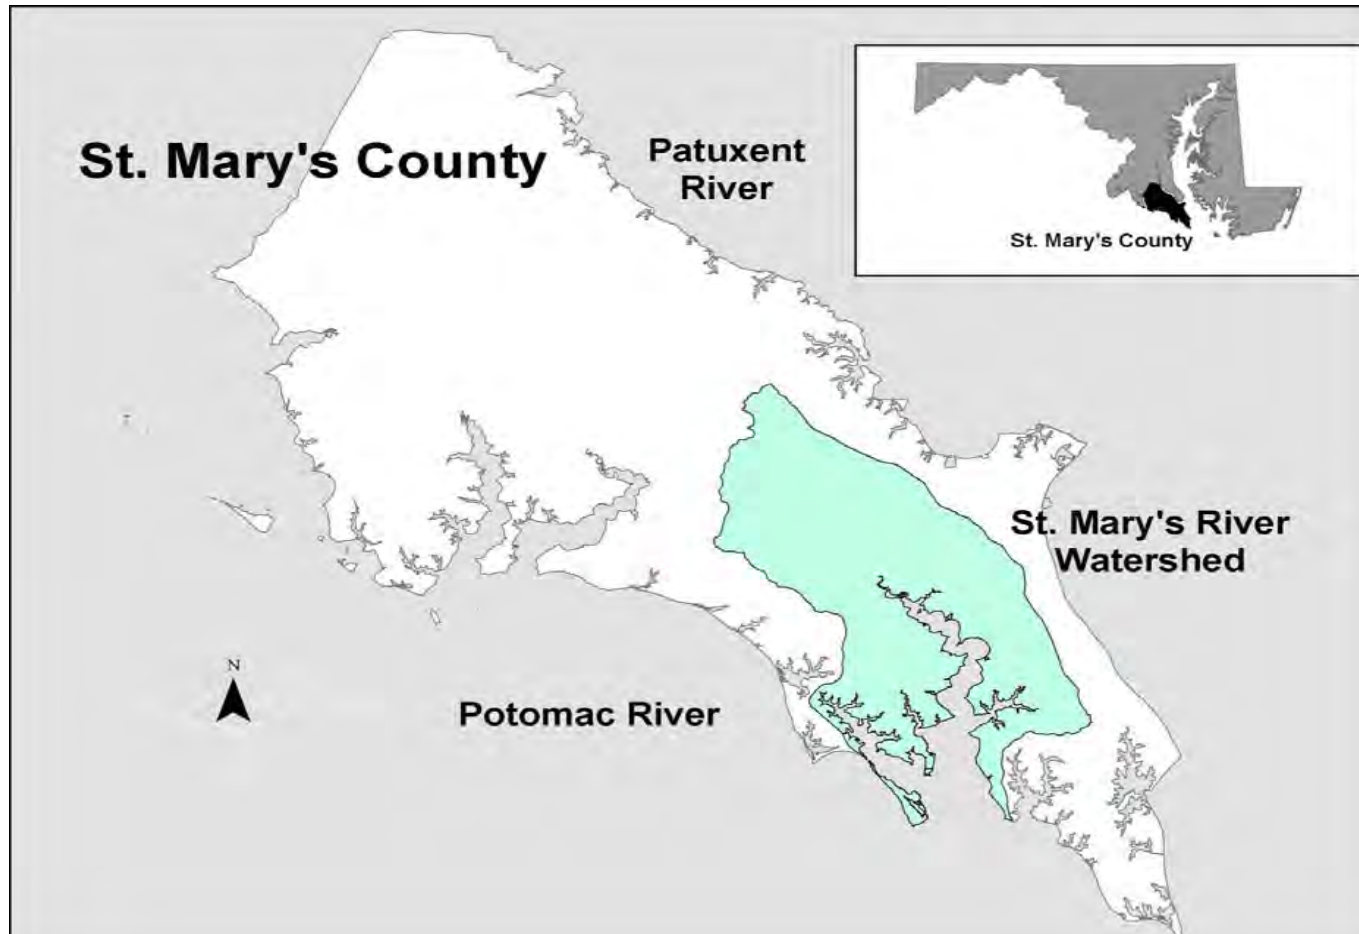 St. Mary's County
Patuxent
River
St. Mary's County
St. Mary's River
Watershed
N
Potomac River